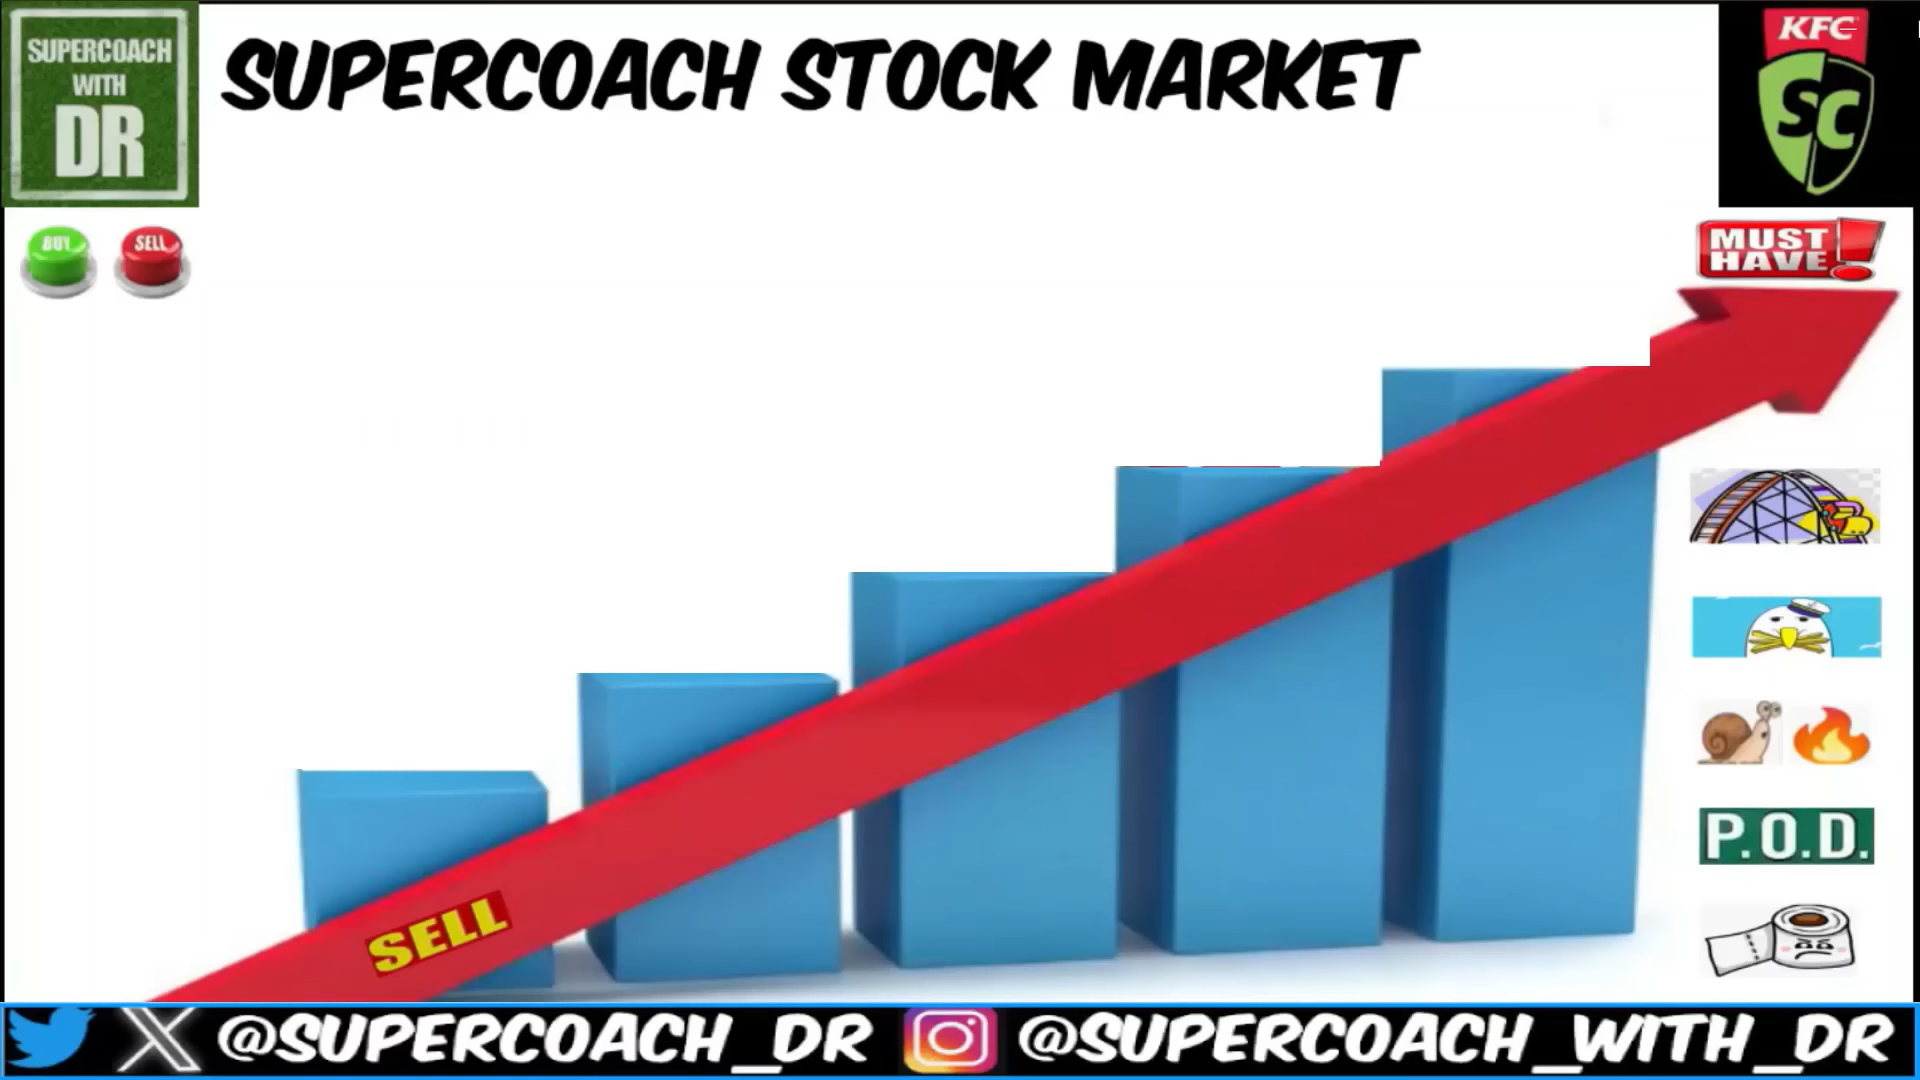 SUPERCOACH
WITH
DR
SUPERCOACH STOCK MARKET
KFC
SC
BUY
SELL
MUST
HAVE!
P.O.D.
SELL
@SUPERCOACH_DR
@SUPERCOACH_WITH_DR